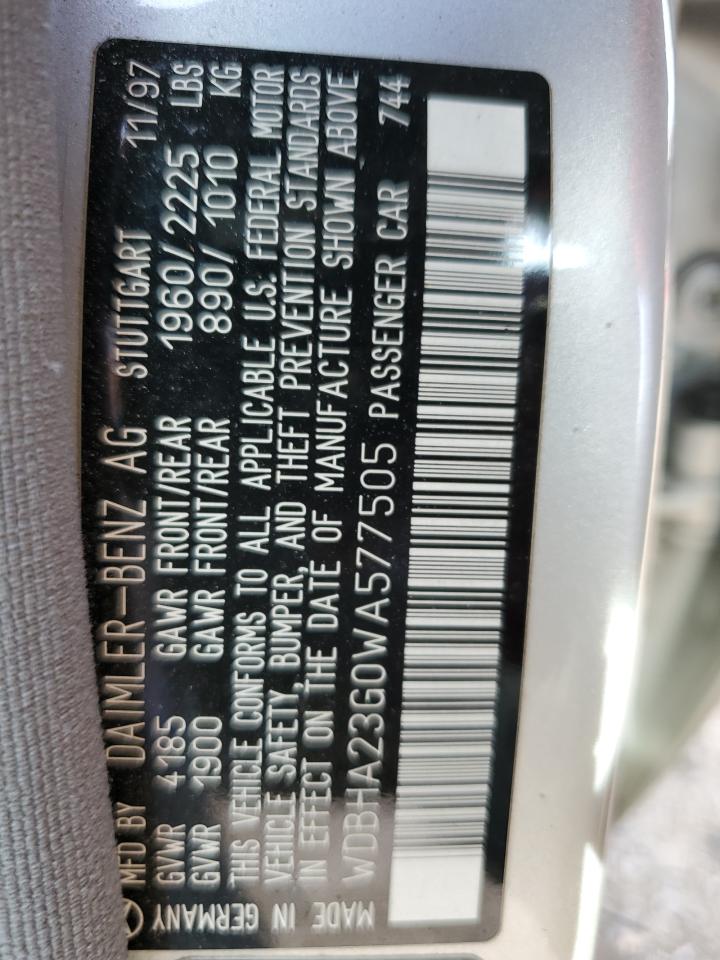 MFD BY DAIMLER-BENZ AG STUTTGART 11/97
GVWR 4185 GAWR FRONT/REAR 1960/2225 LBS
GVWR 1900 GAWR FRONT/REAR 890/1010 KG
THIS VEHICLE CONFORMS TO ALL APPLICABLE U.S. FEDERAL MOTOR
VEHICLE SAFETY, BUMPER, AND THEFT PREVENTION STANDARDS
IN EFFECT ON THE DATE OF MANUFACTURE SHOWN ABOVE
WDBHA23G0WA577505 PASSENGER CAR 744
MADE IN GERMANY